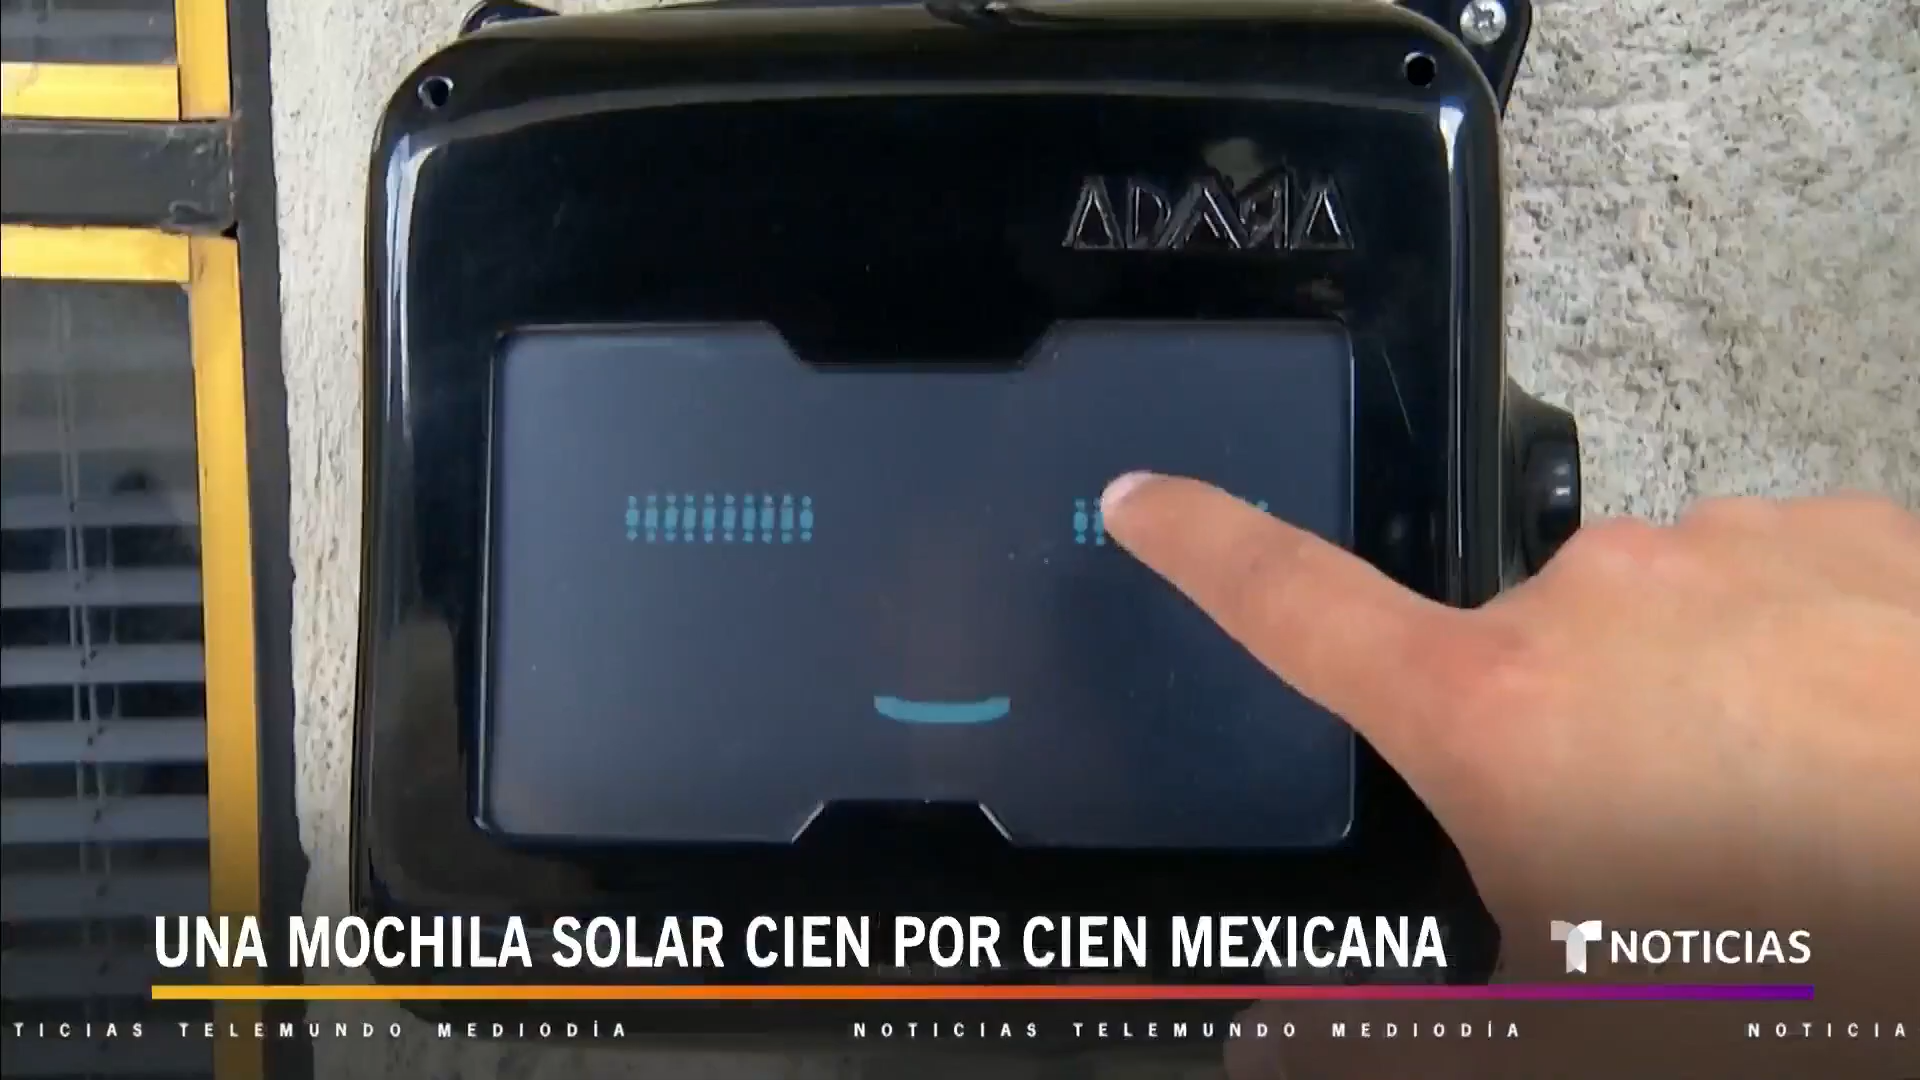 ADARA
UNA MOCHILA SOLAR CIEN POR CIEN MEXICANA
NOTICIAS
TICIAS TELEMUNDO MEDIODÍA NOTICIAS TELEMUNDO MEDIODÍA NOTICIA